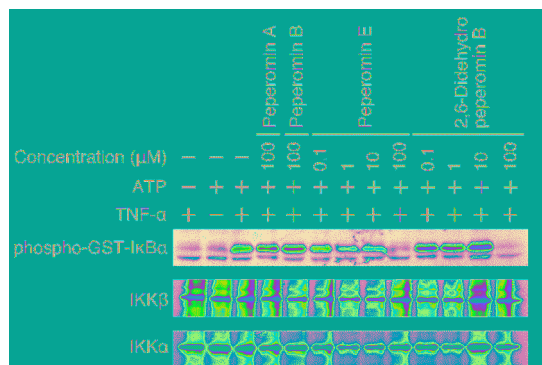 Peperomin A
Peperomin B
Peperomin E
2,6-Didehydro
peperomin B
Concentration (μM) − − − 100 100 0.1 1 10 100 0.1 1 10 100
ATP − + + + + + + + + + + + +
TNF-α + − + + + + + + + + + + +
phospho-GST-IκBα
IKKβ
IKKα